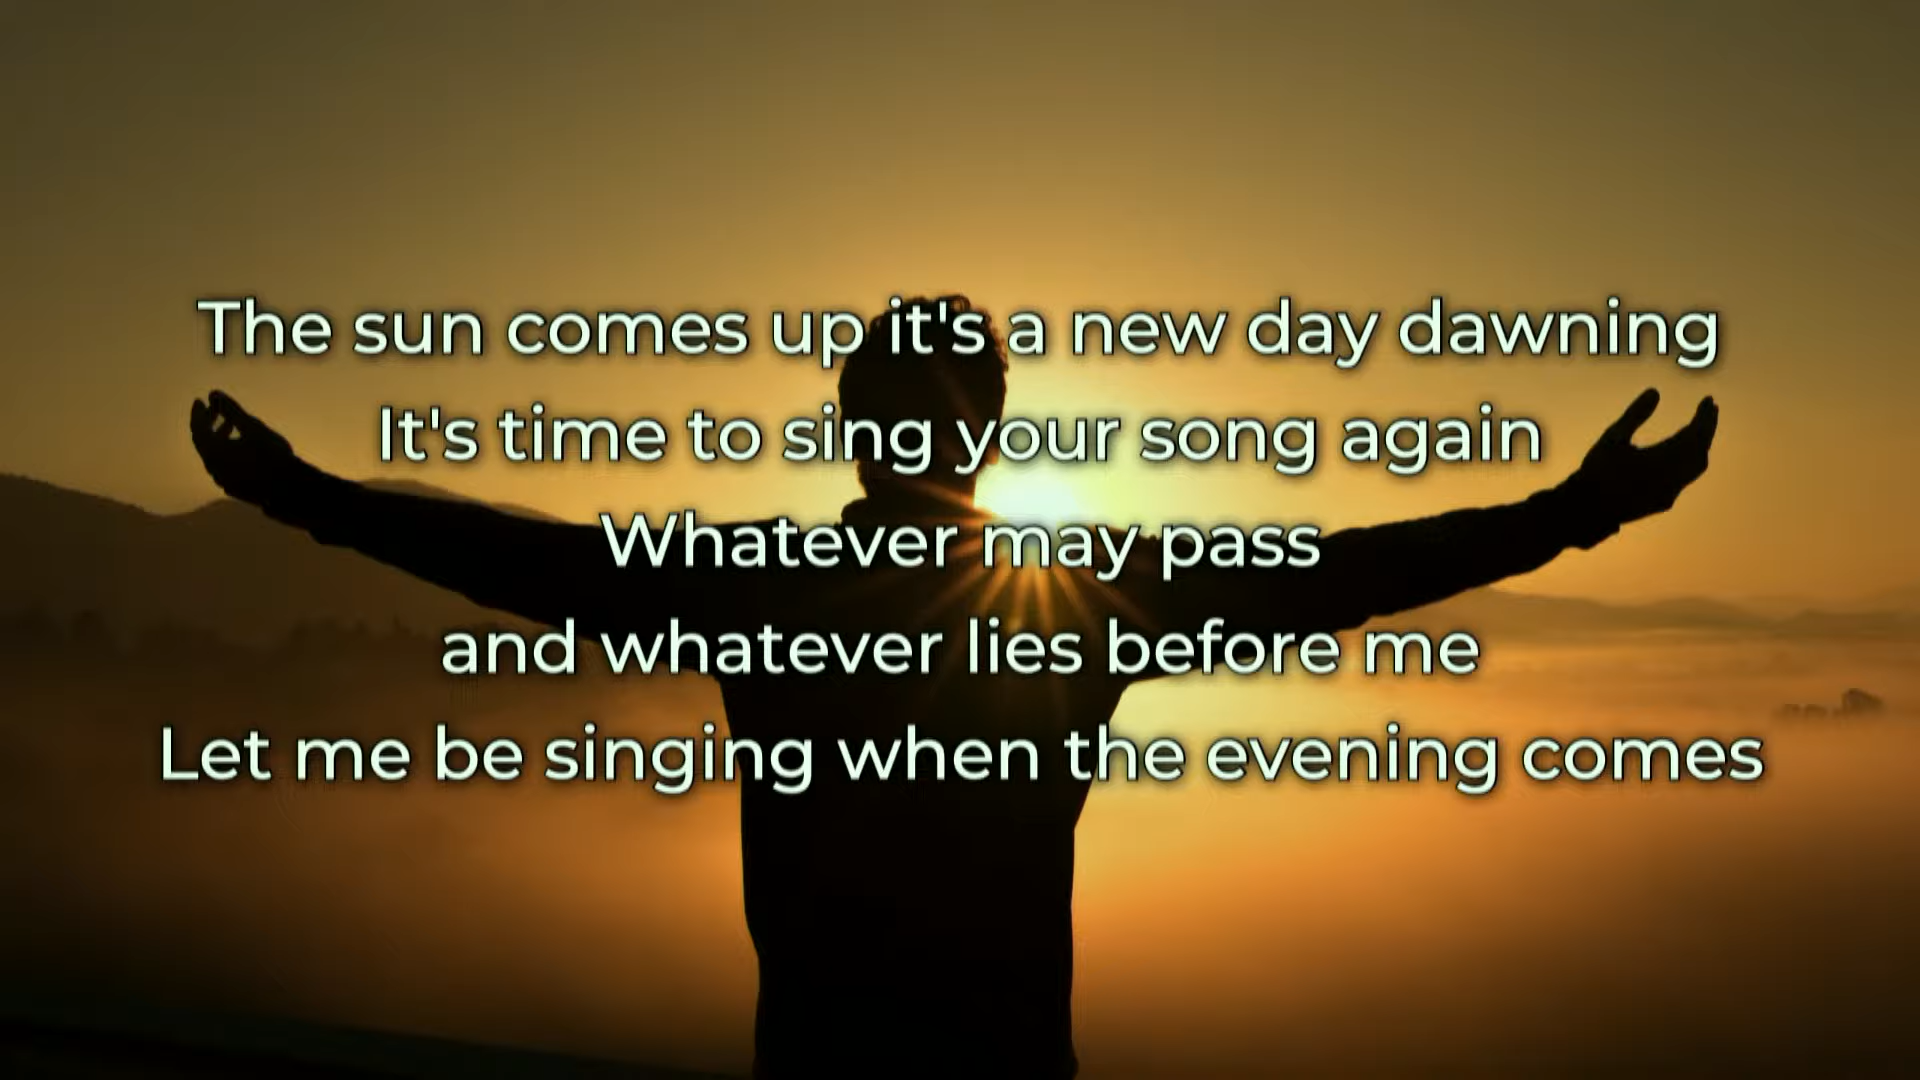 The sun comes up it's a new day dawning
It's time to sing your song again
Whatever may pass
and whatever lies before me
Let me be singing when the evening comes